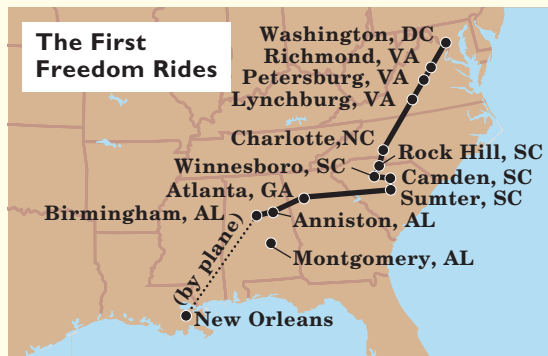 The First
Freedom Rides
Washington, DC
Richmond, VA
Petersburg, VA
Lynchburg, VA
Charlotte,NC
Rock Hill, SC
Winnesboro, SC
Camden, SC
Atlanta, GA
Sumter, SC
Birmingham, AL
Anniston, AL
Montgomery, AL
(by plane)
New Orleans